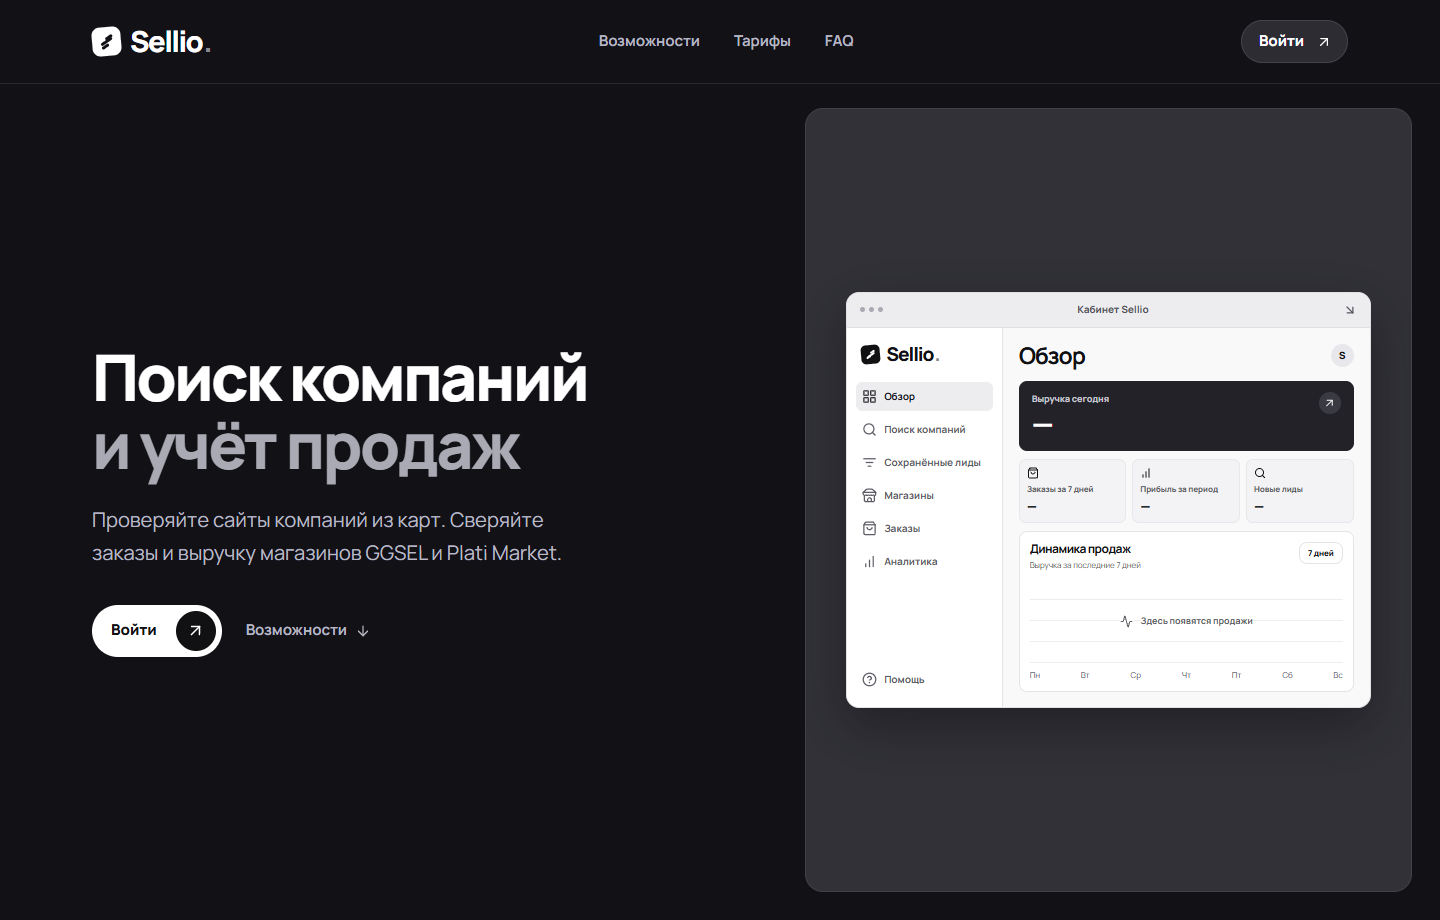 Sellio.
Возможности
Тарифы
FAQ
Войти
Поиск компаний
и учёт продаж
Проверяйте сайты компаний из карт. Сверяйте
заказы и выручку магазинов GGSEL и Plati Market.
Войти
Возможности
Кабинет Sellio
Sellio.
Обзор
Поиск компаний
Сохранённые лиды
Магазины
Заказы
Аналитика
Помощь
Обзор
S
Выручка сегодня
—
Заказы за 7 дней
–
Прибыль за период
–
Новые лиды
–
Динамика продаж
7 дней
Выручка за последние 7 дней
Здесь появятся продажи
Пн Вт Ср Чт Пт Сб Вс